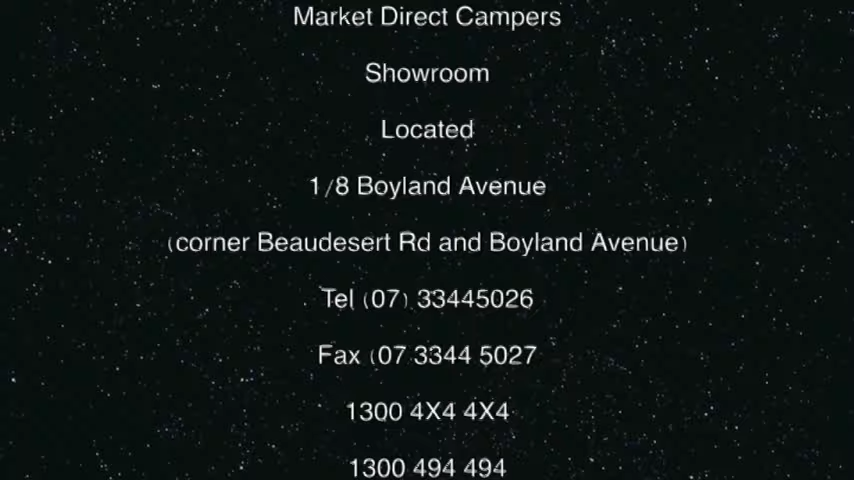 Market Direct Campers
Showroom
Located
1/8 Boyland Avenue
(corner Beaudesert Rd and Boyland Avenue)
Tel (07) 33445026
Fax (07 3344 5027
1300 4X4 4X4
1300 494 494